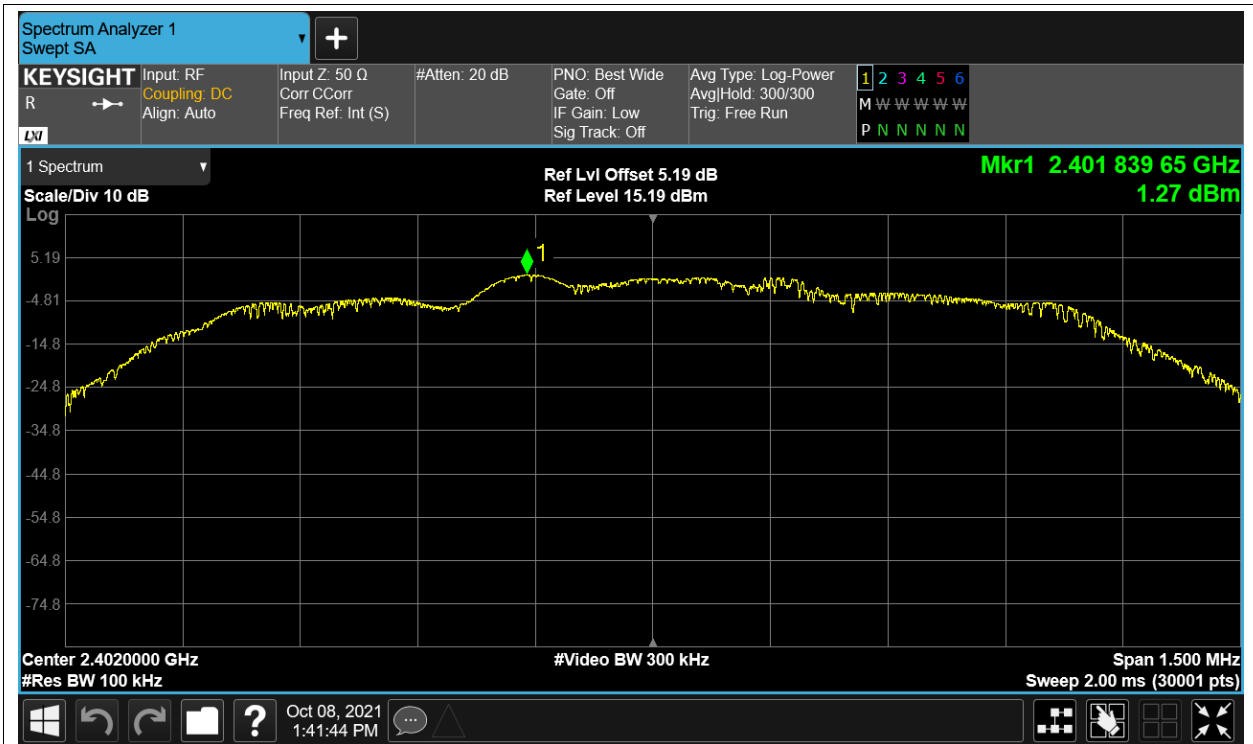 Spectrum Analyzer 1
Swept SA
KEYSIGHT
R
LXI
Input: RF
Coupling: DC
Align: Auto
Input Z: 50 Ω
Corr CCorr
Freq Ref: Int (S)
#Atten: 20 dB
PNO: Best Wide
Gate: Off
IF Gain: Low
Sig Track: Off
Avg Type: Log-Power
Avg|Hold: 300/300
Trig: Free Run
1 2 3 4 5 6
M W W W W W W
P N N N N N N
1 Spectrum
Scale/Div 10 dB
Log
Ref Lvl Offset 5.19 dB
Ref Level 15.19 dBm
Mkr1 2.401 839 65 GHz
1.27 dBm
1
5.19
-4.81
-14.8
-24.8
-34.8
-44.8
-54.8
-64.8
-74.8
Center 2.4020000 GHz
#Video BW 300 kHz
Span 1.500 MHz
#Res BW 100 kHz
Sweep 2.00 ms (30001 pts)
?
Oct 08, 2021
1:41:44 PM